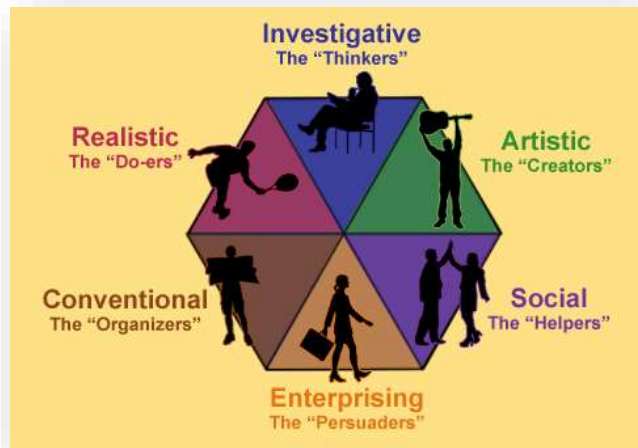 Investigative
The “Thinkers”
Realistic
The “Do-ers”
Artistic
The “Creators”
Conventional
The “Organizers”
Social
The “Helpers”
Enterprising
The “Persuaders”